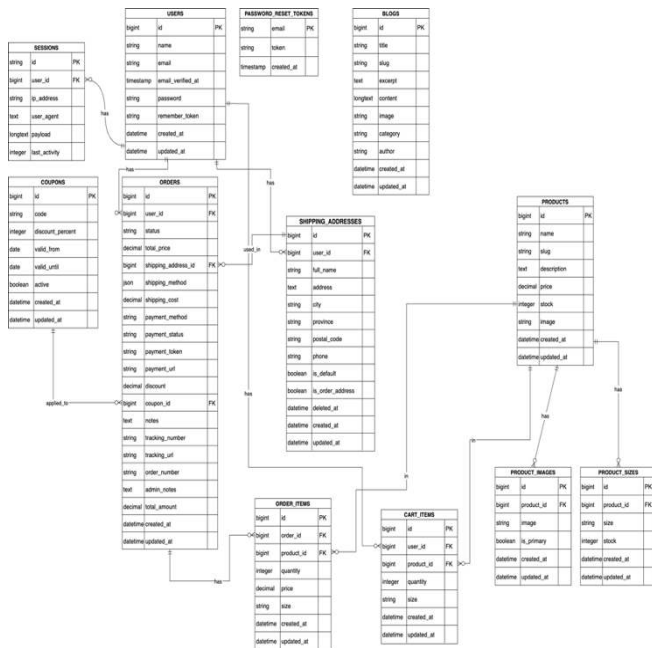 USERS
bigint id PK
string name
string email
timestamp email_verified_at
string password
string remember_token
datetime created_at
datetime updated_at
PASSWORD_RESET_TOKENS
string email PK
string token
timestamp created_at
BLOGS
bigint id PK
string title
string slug
text excerpt
longtext content
string image
string category
string author
datetime created_at
datetime updated_at
SESSIONS
string id PK
bigint user_id FK
string ip_address
text user_agent
longtext payload
integer last_activity
has
has
has
has
COUPONS
bigint id PK
string code
integer discount_percent
date valid_from
date valid_until
boolean active
datetime created_at
datetime updated_at
applied_to
ORDERS
bigint id PK
bigint user_id FK
string status
decimal total_price
bigint shipping_address_id FK
json shipping_method
decimal shipping_cost
string payment_method
string payment_status
string payment_token
string payment_url
decimal discount
bigint coupon_id FK
text notes
string tracking_number
string tracking_url
string order_number
text admin_notes
decimal total_amount
datetime created_at
datetime updated_at
used_in
SHIPPING_ADDRESSES
bigint id PK
bigint user_id FK
string full_name
text address
string city
string province
string postal_code
string phone
boolean is_default
boolean is_order_address
datetime deleted_at
datetime created_at
datetime updated_at
PRODUCTS
bigint id PK
string name
string slug
text description
decimal price
integer stock
string image
datetime created_at
datetime updated_at
has
has
in
in
has
ORDER_ITEMS
bigint id PK
bigint order_id FK
bigint product_id FK
integer quantity
decimal price
string size
datetime created_at
datetime updated_at
CART_ITEMS
bigint id PK
bigint user_id FK
bigint product_id FK
integer quantity
string size
datetime created_at
datetime updated_at
PRODUCT_IMAGES
bigint id PK
bigint product_id FK
string image
boolean is_primary
datetime created_at
datetime updated_at
PRODUCT_SIZES
bigint id PK
bigint product_id FK
string size
integer stock
datetime created_at
datetime updated_at